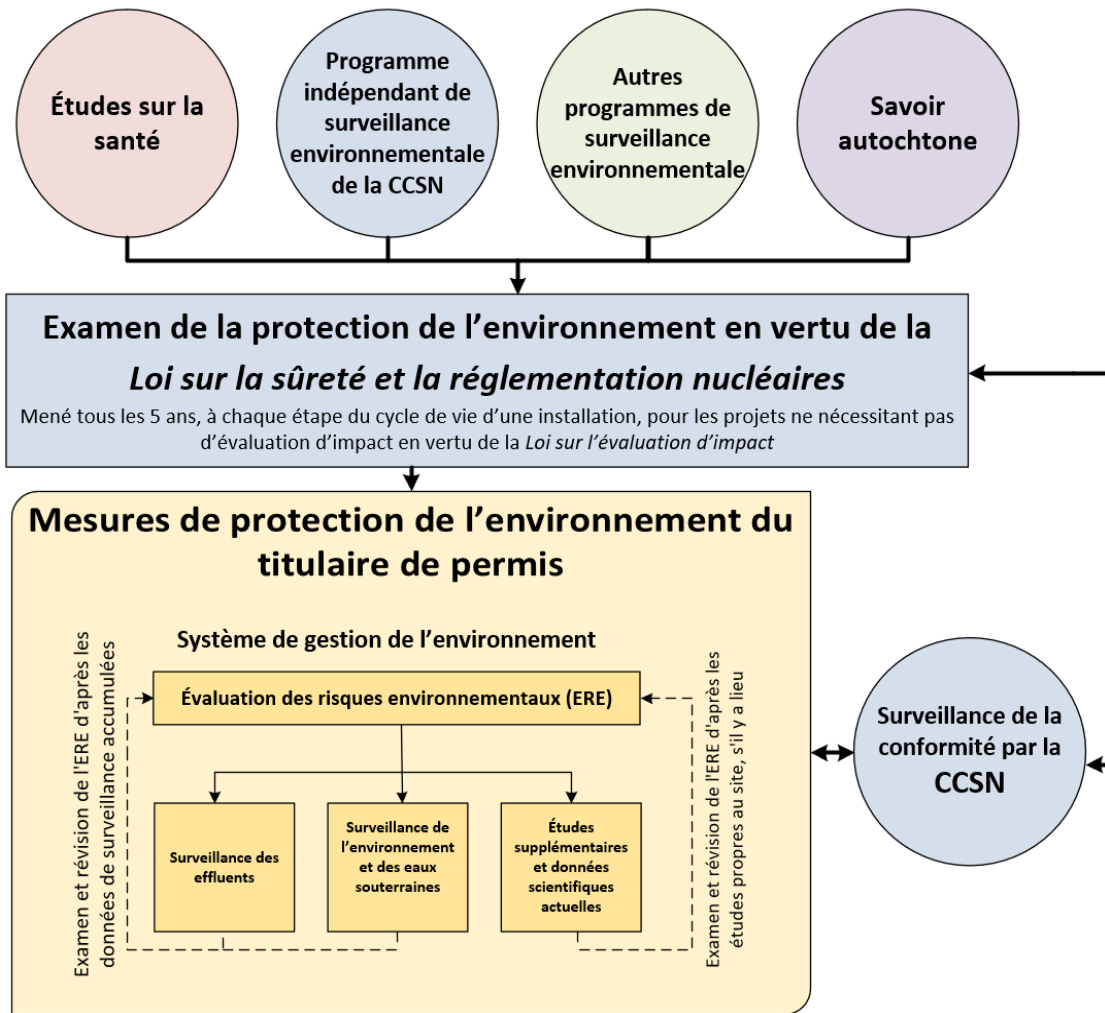 Études sur la
santé
Programme
indépendant de
surveillance
environnementale
de la CCSN
Autres
programmes de
surveillance
environnementale
Savoir
autochtone
Examen de la protection de l’environnement en vertu de la
Loi sur la sûreté et la réglementation nucléaires
Mené tous les 5 ans, à chaque étape du cycle de vie d’une installation, pour les projets ne nécessitant pas
d’évaluation d’impact en vertu de la Loi sur l’évaluation d’impact
Mesures de protection de l’environnement du
titulaire de permis
Système de gestion de l’environnement
Évaluation des risques environnementaux (ERE)
Examen et révision de l'ERE d'après les
données de surveillance accumulées
Surveillance des
effluents
Surveillance de
l’environnement
et des eaux
souterraines
Études
supplémentaires
et données
scientifiques
actuelles
Examen et révision de l'ERE d'après les
études propres au site, s'il y a lieu
Surveillance de la
conformité par la
CCSN